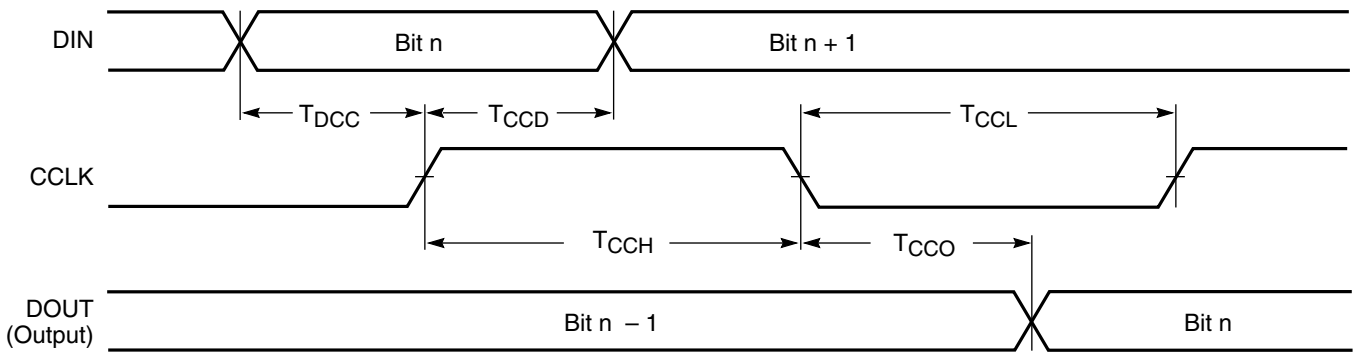 DIN
Bit n
Bit n + 1
TDCC
TCCD
TCCL
CCLK
TCCH
TCCO
DOUT
(Output)
Bit n – 1
Bit n